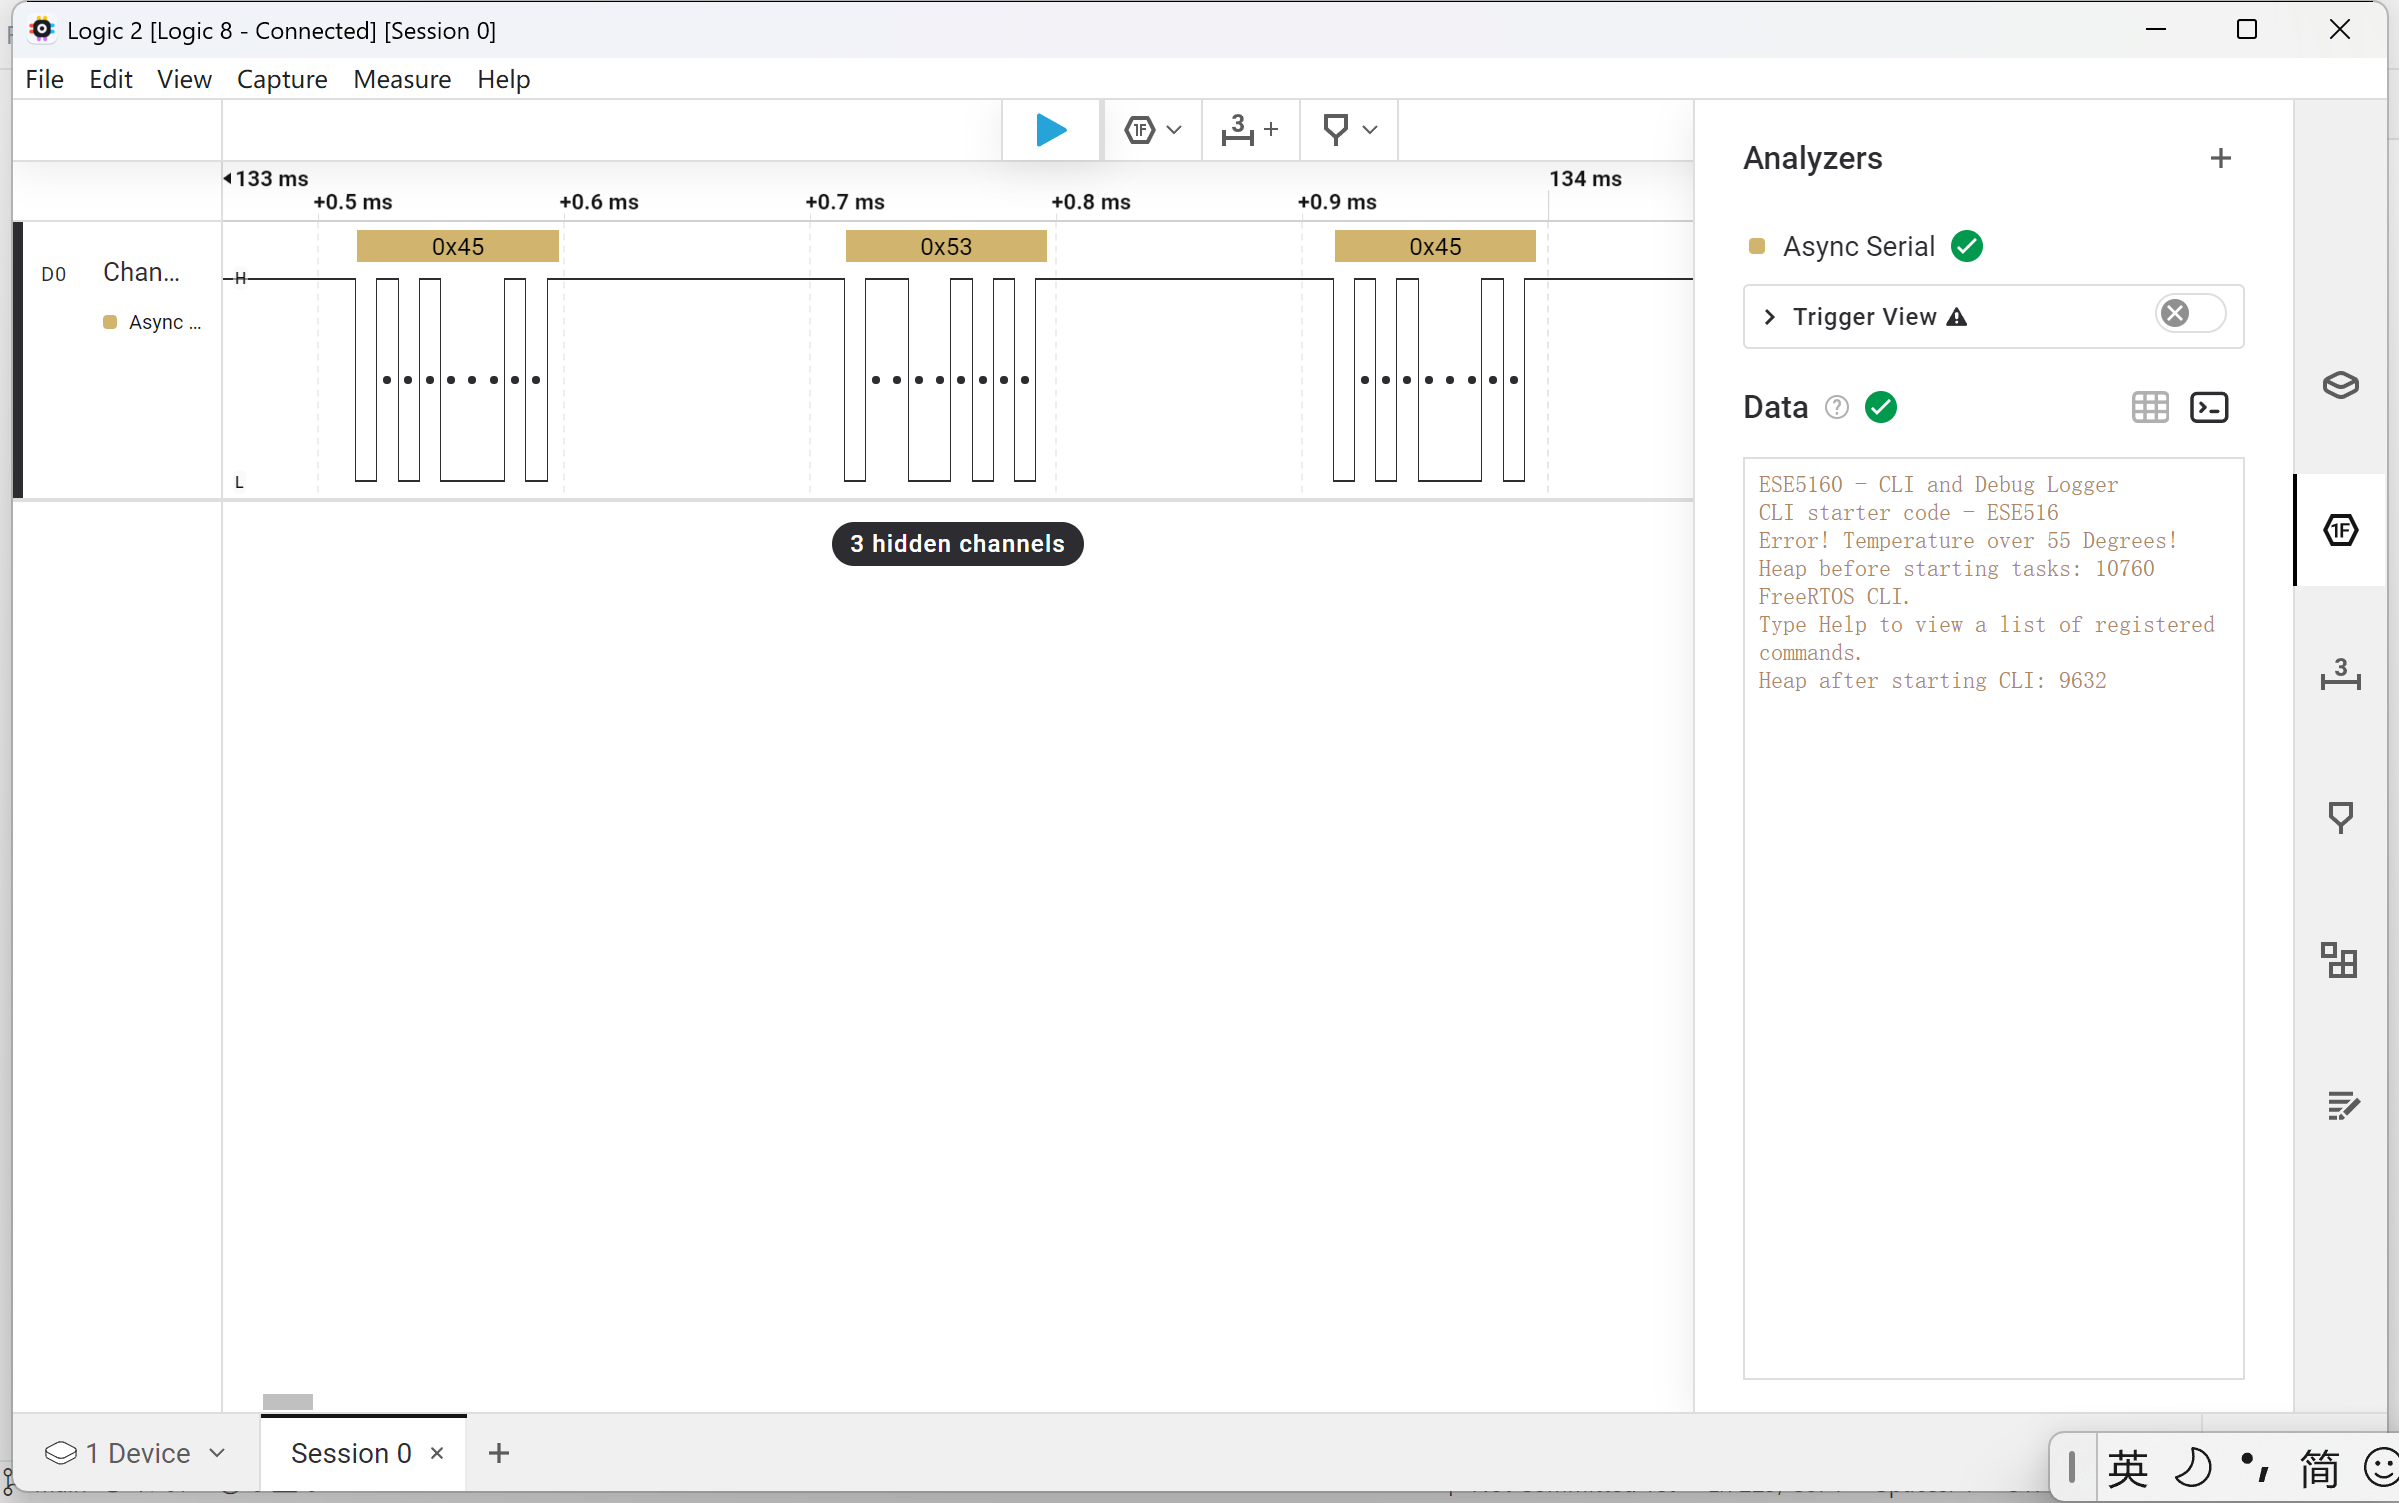 Logic 2 [Logic 8 - Connected] [Session 0]
File Edit View Capture Measure Help
1F
3 +
133 ms
134 ms
+0.5 ms +0.6 ms +0.7 ms +0.8 ms +0.9 ms
0x45 0x53 0x45
D0 Chan...
H
Async ...
L
3 hidden channels
Analyzers +
Async Serial
Trigger View
Data
ESE5160 - CLI and Debug Logger
CLI starter code - ESE516
Error! Temperature over 55 Degrees!
Heap before starting tasks: 10760
FreeRTOS CLI.
Type Help to view a list of registered
commands.
Heap after starting CLI: 9632
1F
3
1 Device
Session 0 × +
英 简